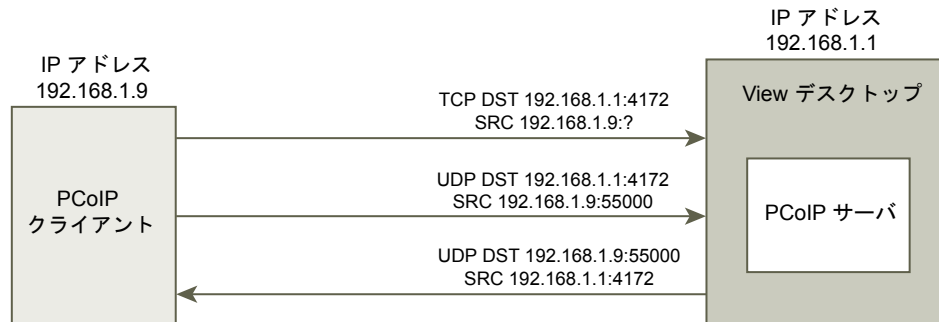 IP アドレス
192.168.1.9
PCoIP
クライアント
TCP DST 192.168.1.1:4172
SRC 192.168.1.9:?
UDP DST 192.168.1.1:4172
SRC 192.168.1.9:55000
UDP DST 192.168.1.9:55000
SRC 192.168.1.1:4172
IP アドレス
192.168.1.1
View デスクトップ
PCoIP サーバ